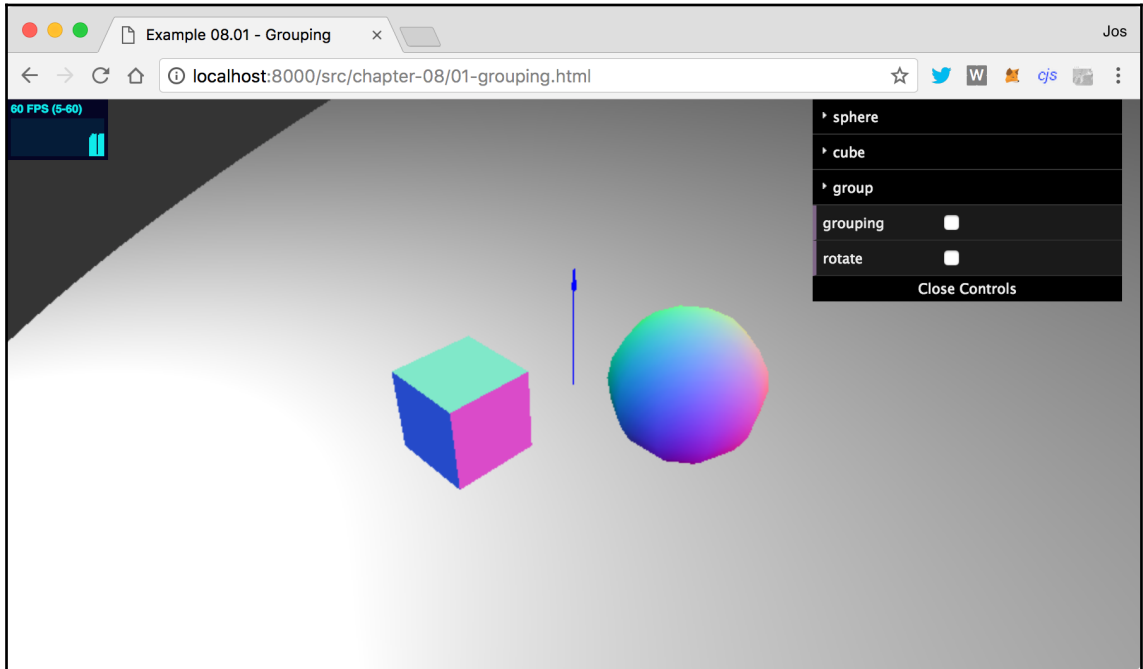 Example 08.01 - Grouping
Jos
localhost:8000/src/chapter-08/01-grouping.html
W
cjs
60 FPS (5-60)
sphere
cube
group
grouping
rotate
Close Controls